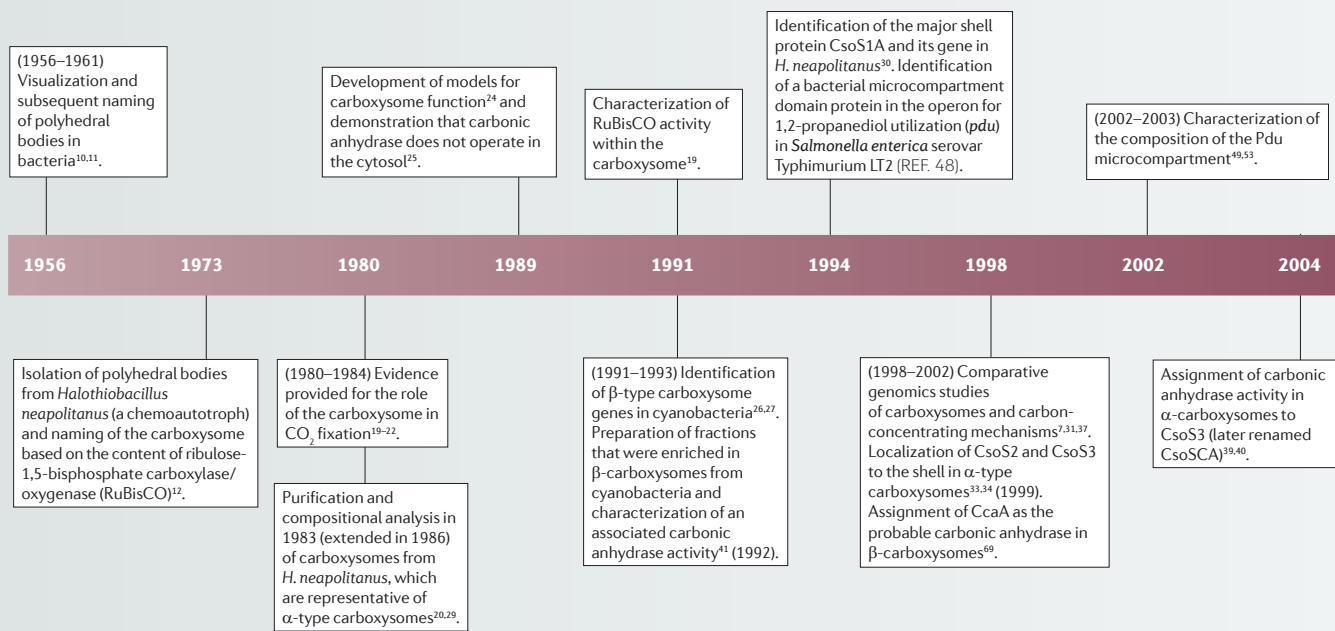 (1956–1961)
Visualization and
subsequent naming
of polyhedral
bodies in
bacteria¹⁰,¹¹.
Development of models for
carboxysome function²⁴ and
demonstration that carbonic
anhydrase does not operate in
the cytosol²⁵.
Characterization of
RuBisCO activity
within the
carboxysome¹⁹.
Identification of the major shell
protein CsoS1A and its gene in
H. neapolitanus³⁰. Identification
of a bacterial microcompartment
domain protein in the operon for
1,2-propanediol utilization (pdu)
in Salmonella enterica serovar
Typhimurium LT2 (REF. 48).
(2002–2003) Characterization of
the composition of the Pdu
microcompartment⁴⁹,⁵³.
1956 1973 1980 1989 1991 1994 1998 2002 2004
Isolation of polyhedral bodies
from Halothiobacillus
neapolitanus (a chemoautotroph)
and naming of the carboxysome
based on the content of ribulose-
1,5-bisphosphate carboxylase/
oxygenase (RuBisCO)¹².
(1980–1984) Evidence
provided for the role
of the carboxysome in
CO₂ fixation¹⁹–²².
Purification and
compositional analysis in
1983 (extended in 1986)
of carboxysomes from
H. neapolitanus, which
are representative of
α-type carboxysomes²⁰,²⁹.
(1991–1993) Identification
of β-type carboxysome
genes in cyanobacteria²⁶,²⁷.
Preparation of fractions
that were enriched in
β-carboxysomes from
cyanobacteria and
characterization of an
associated carbonic
anhydrase activity⁴¹ (1992).
(1998–2002) Comparative
genomics studies
of carboxysomes and carbon-
concentrating mechanisms⁷,³¹,³⁷.
Localization of CsoS2 and CsoS3
to the shell in α-type
carboxysomes³³,³⁴ (1999).
Assignment of CcaA as the
probable carbonic anhydrase in
β-carboxysomes⁶⁹.
Assignment of carbonic
anhydrase activity in
α-carboxysomes to
CsoS3 (later renamed
CsoSCA)³⁹,⁴⁰.